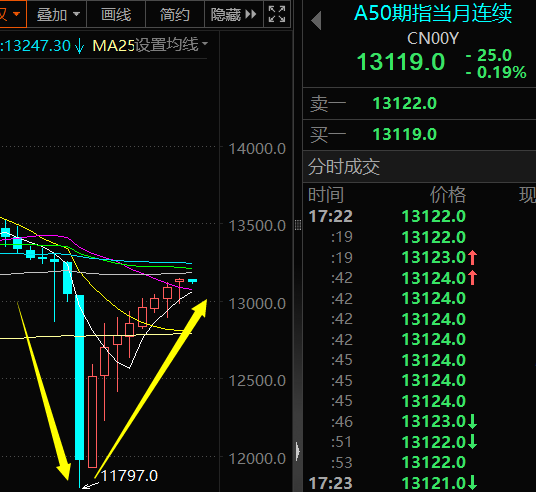 叠加 画线 简约 隐藏
:13247.30↓ MA25设置均线
14000.0
13500.0
13000.0
12500.0
12000.0
11797.0
A50期指当月连续
CN00Y
13119.0 -25.0
-0.19%
卖一 13122.0
买一 13119.0
分时成交
时间 价格 现
17:22 13122.0
:19 13122.0
:19 13123.0↑
:42 13124.0↑
:42 13124.0
:42 13124.0
:42 13124.0
:45 13124.0
:45 13124.0
:45 13124.0
:46 13123.0↓
:51 13122.0↓
:53 13122.0
17:23 13121.0↓